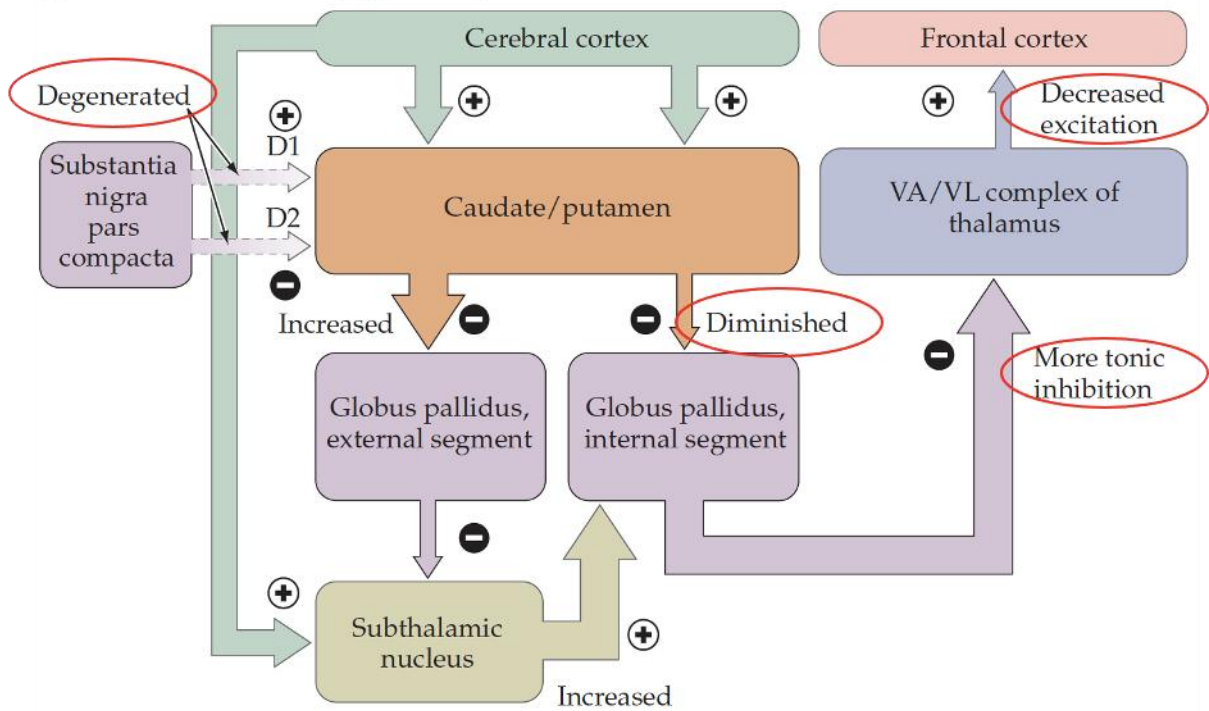 Cerebral cortex
Frontal cortex
Degenerated
+
+
+
+
Decreased
excitation
D1
Substantia
nigra
pars
compacta
Caudate/putamen
VA/VL complex of
thalamus
D2
−
Increased
−
−
Diminished
−
More tonic
inhibition
Globus pallidus,
external segment
Globus pallidus,
internal segment
−
+
Subthalamic
nucleus
+
Increased